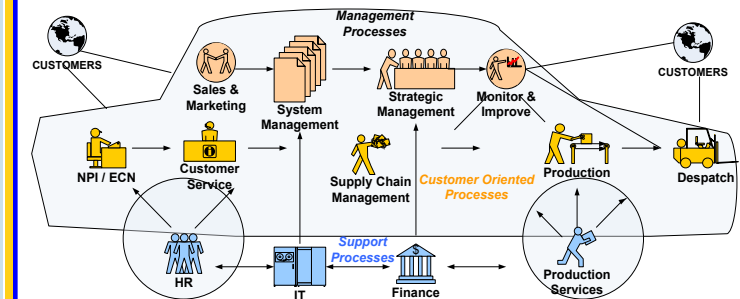 Management
Processes
CUSTOMERS
CUSTOMERS
Sales &
Marketing
System
Management
Strategic
Management
Monitor &
Improve
NPI / ECN
Customer
Service
Supply Chain
Management
Customer Oriented
Processes
Production
Despatch
HR
Support
Processes
IT
$
Finance
Production
Services